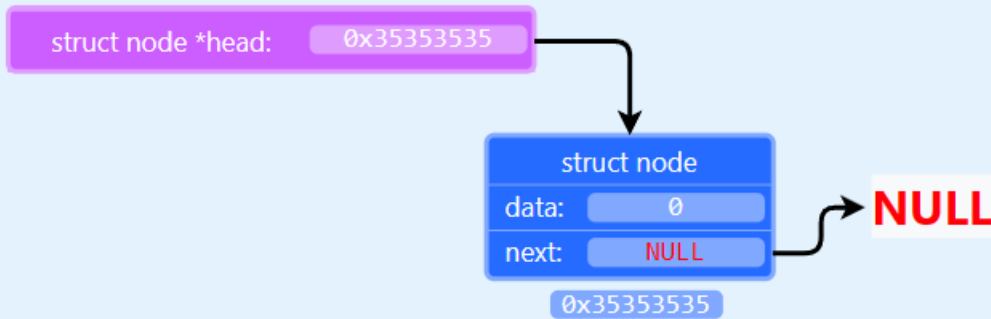 struct node *head: 0x35353535
struct node
data: 0
next: NULL
NULL
0x35353535